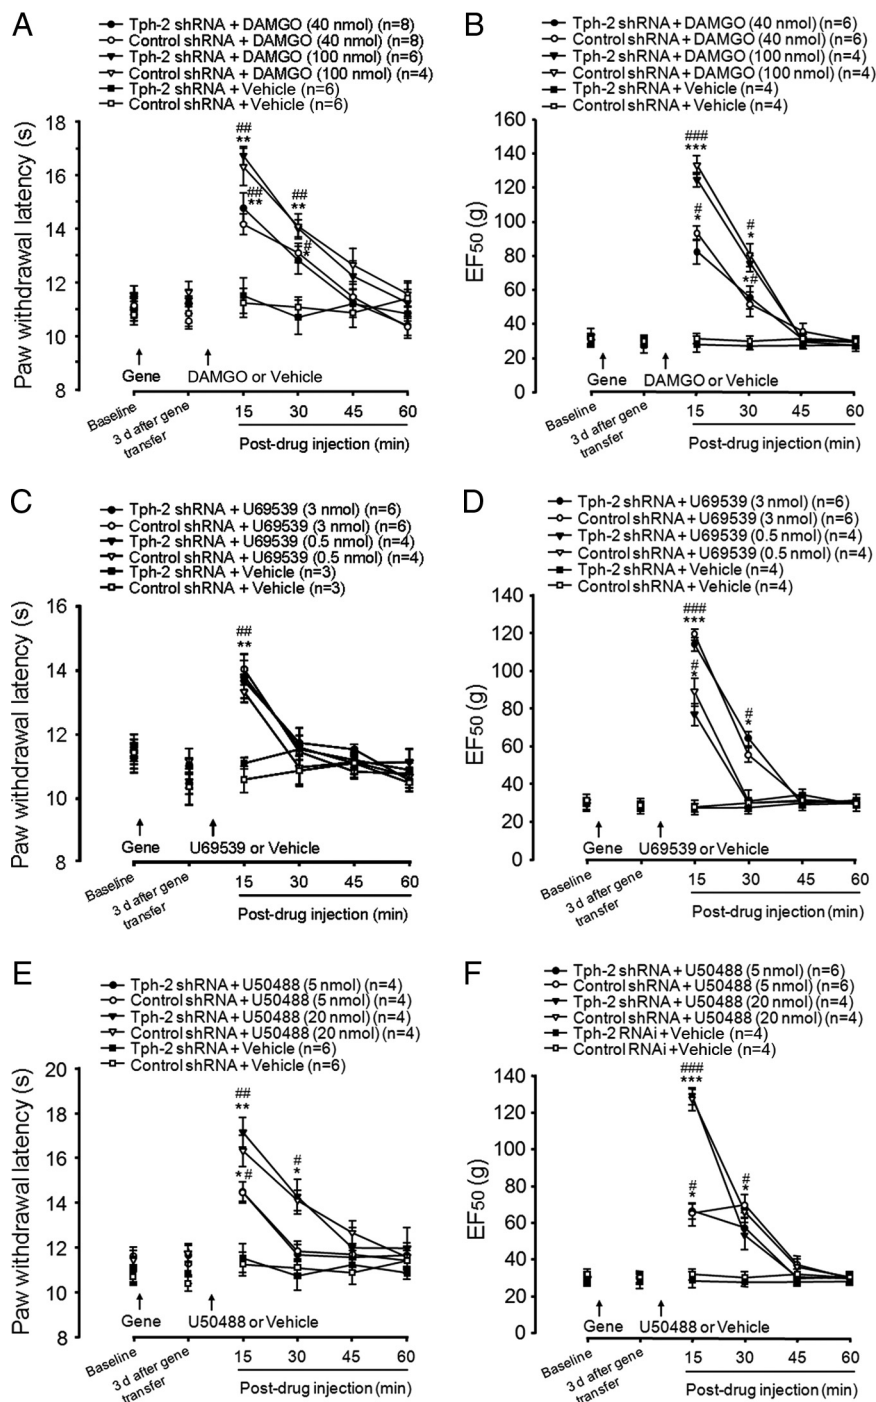 A
Tph-2 shRNA + DAMGO (40 nmol) (n=8)
Control shRNA + DAMGO (40 nmol) (n=8)
Tph-2 shRNA + DAMGO (100 nmol) (n=6)
Control shRNA + DAMGO (100 nmol) (n=4)
Tph-2 shRNA + Vehicle (n=6)
Control shRNA + Vehicle (n=6)
Paw withdrawal latency (s)
18
16
14
12
11
10
8
##
**
##
**
##
**
#
*
Gene
DAMGO or Vehicle
Baseline
3 d after gene
transfer
15
30
45
60
Post-drug injection (min)
B
Tph-2 shRNA + DAMGO (40 nmol) (n=6)
Control shRNA + DAMGO (40 nmol) (n=6)
Tph-2 shRNA + DAMGO (100 nmol) (n=4)
Control shRNA + DAMGO (100 nmol) (n=4)
Tph-2 shRNA + Vehicle (n=4)
Control shRNA + Vehicle (n=4)
EF50 (g)
160
140
120
100
80
60
40
20
0
###
***
#
*
#
*
*#
Gene
DAMGO or Vehicle
Baseline
3 d after gene
transfer
15
30
45
60
Post-drug injection (min)
C
Tph-2 shRNA + U69539 (3 nmol) (n=6)
Control shRNA + U69539 (3 nmol) (n=6)
Tph-2 shRNA + U69539 (0.5 nmol) (n=4)
Control shRNA + U69539 (0.5 nmol) (n=4)
Tph-2 shRNA + Vehicle (n=3)
Control shRNA + Vehicle (n=3)
Paw withdrawal latency (s)
16
14
11
12
10
8
##
**
Gene
U69539 or Vehicle
Baseline
3 d after gene
transfer
15
30
45
60
Post-drug injection (min)
D
Tph-2 shRNA + U69539 (3 nmol) (n=6)
Control shRNA + U69539 (3 nmol) (n=6)
Tph-2 shRNA + U69539 (0.5 nmol) (n=4)
Control shRNA + U69539 (0.5 nmol) (n=4)
Tph-2 shRNA + Vehicle (n=4)
Control shRNA + Vehicle (n=4)
EF50 (g)
140
120
100
80
60
40
20
0
###
***
#
*
#
*
Gene
U69539 or Vehicle
Baseline
3 d after gene
transfer
15
30
45
60
Post-drug injection (min)
E
Tph-2 shRNA + U50488 (5 nmol) (n=4)
Control shRNA + U50488 (5 nmol) (n=4)
Tph-2 shRNA + U50488 (20 nmol) (n=4)
Control shRNA + U50488 (20 nmol) (n=4)
Tph-2 shRNA + Vehicle (n=6)
Control shRNA + Vehicle (n=6)
Paw withdrawal latency (s)
20
18
16
14
12
11
10
8
##
**
*#
#
*
Gene
U50488 or Vehicle
Baseline
3 d after gene
transfer
15
30
45
60
Post-drug injection (min)
F
Tph-2 shRNA + U50488 (5 nmol) (n=6)
Control shRNA + U50488 (5 nmol) (n=6)
Tph-2 shRNA + U50488 (20 nmol) (n=4)
Control shRNA + U50488 (20 nmol) (n=4)
Tph-2 RNAi + Vehicle (n=4)
Control RNAi + Vehicle (n=4)
EF50 (g)
140
120
100
80
60
40
20
0
###
***
#
*
#
*
Gene
U50488 or Vehicle
Baseline
3 d after gene
transfer
15
30
45
60
Post-drug injection (min)